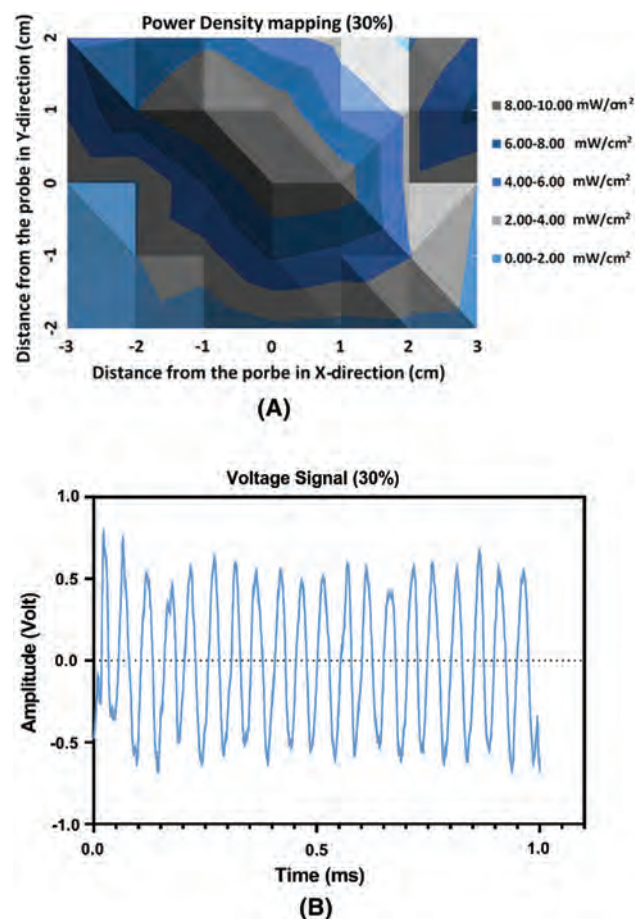 Power Density mapping (30%)
Distance from the probe in Y-direction (cm)
2
1
0
-1
-2
-3 -2 -1 0 1 2 3
Distance from the porbe in X-direction (cm)
8.00-10.00 mW/cm²
6.00-8.00 mW/cm²
4.00-6.00 mW/cm²
2.00-4.00 mW/cm²
0.00-2.00 mW/cm²
(A)
Voltage Signal (30%)
Amplitude (Volt)
1.0
0.5
0.0
-0.5
-1.0
0.0 0.5 1.0
Time (ms)
(B)